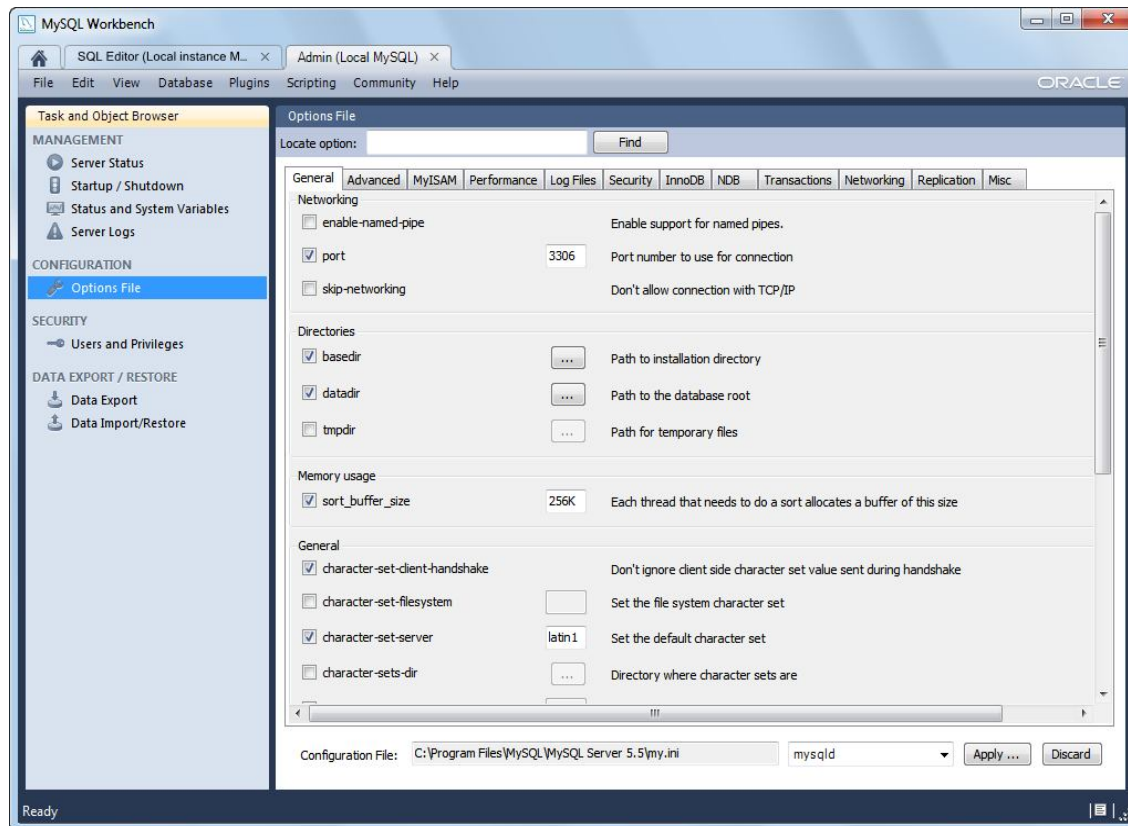 MySQL Workbench
SQL Editor (Local instance M... ×
Admin (Local MySQL) ×
File Edit View Database Plugins Scripting Community Help
ORACLE
Task and Object Browser
MANAGEMENT
Server Status
Startup / Shutdown
Status and System Variables
Server Logs
CONFIGURATION
Options File
SECURITY
Users and Privileges
DATA EXPORT / RESTORE
Data Export
Data Import/Restore
Options File
Locate option: Find
General Advanced MyISAM Performance Log Files Security InnoDB NDB Transactions Networking Replication Misc
Networking
enable-named-pipe Enable support for named pipes.
port 3306 Port number to use for connection
skip-networking Don't allow connection with TCP/IP
Directories
basedir ... Path to installation directory
datadir ... Path to the database root
tmpdir ... Path for temporary files
Memory usage
sort_buffer_size 256K Each thread that needs to do a sort allocates a buffer of this size
General
character-set-client-handshake Don't ignore client side character set value sent during handshake
character-set-filesystem Set the file system character set
character-set-server latin1 Set the default character set
character-sets-dir ... Directory where character sets are
Configuration File: C:\Program Files\MySQL\MySQL Server 5.5\my.ini mysqld Apply ... Discard
Ready